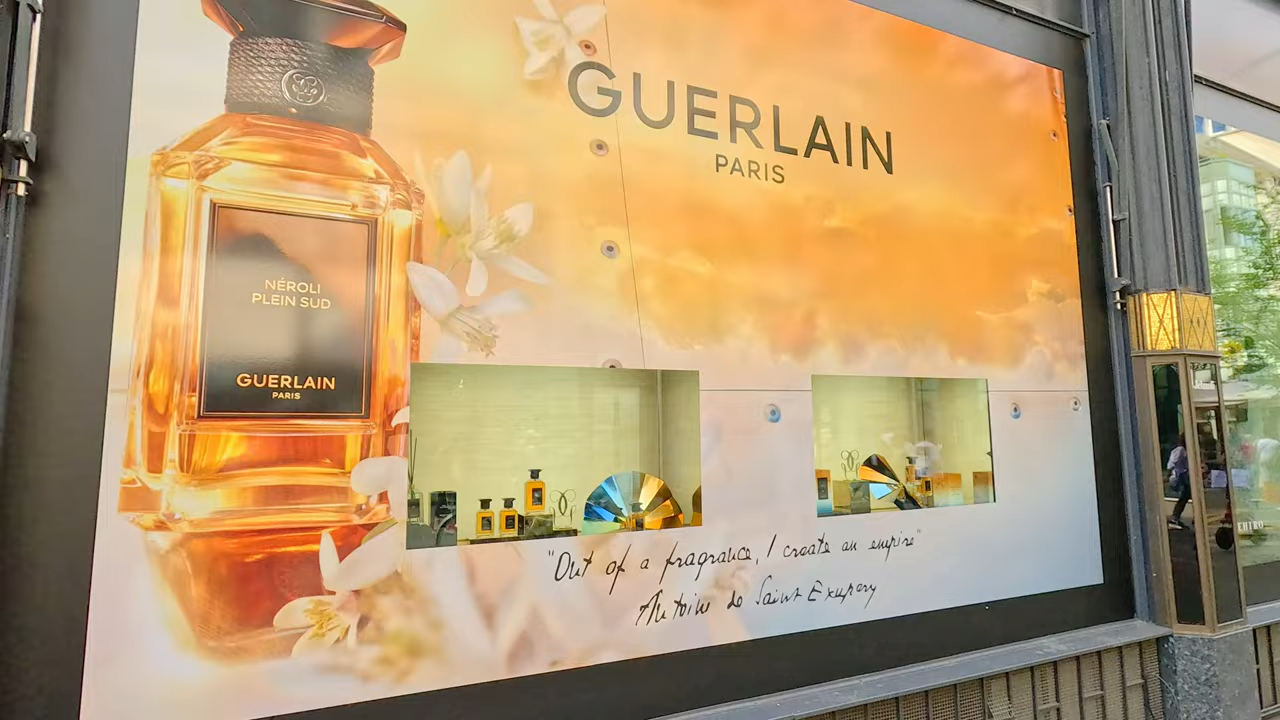 GUERLAIN
PARIS
NÉROLI
PLEIN SUD
GUERLAIN
PARIS
"Out of a fragrance, I create an empire"
Antoine de Saint Exupery